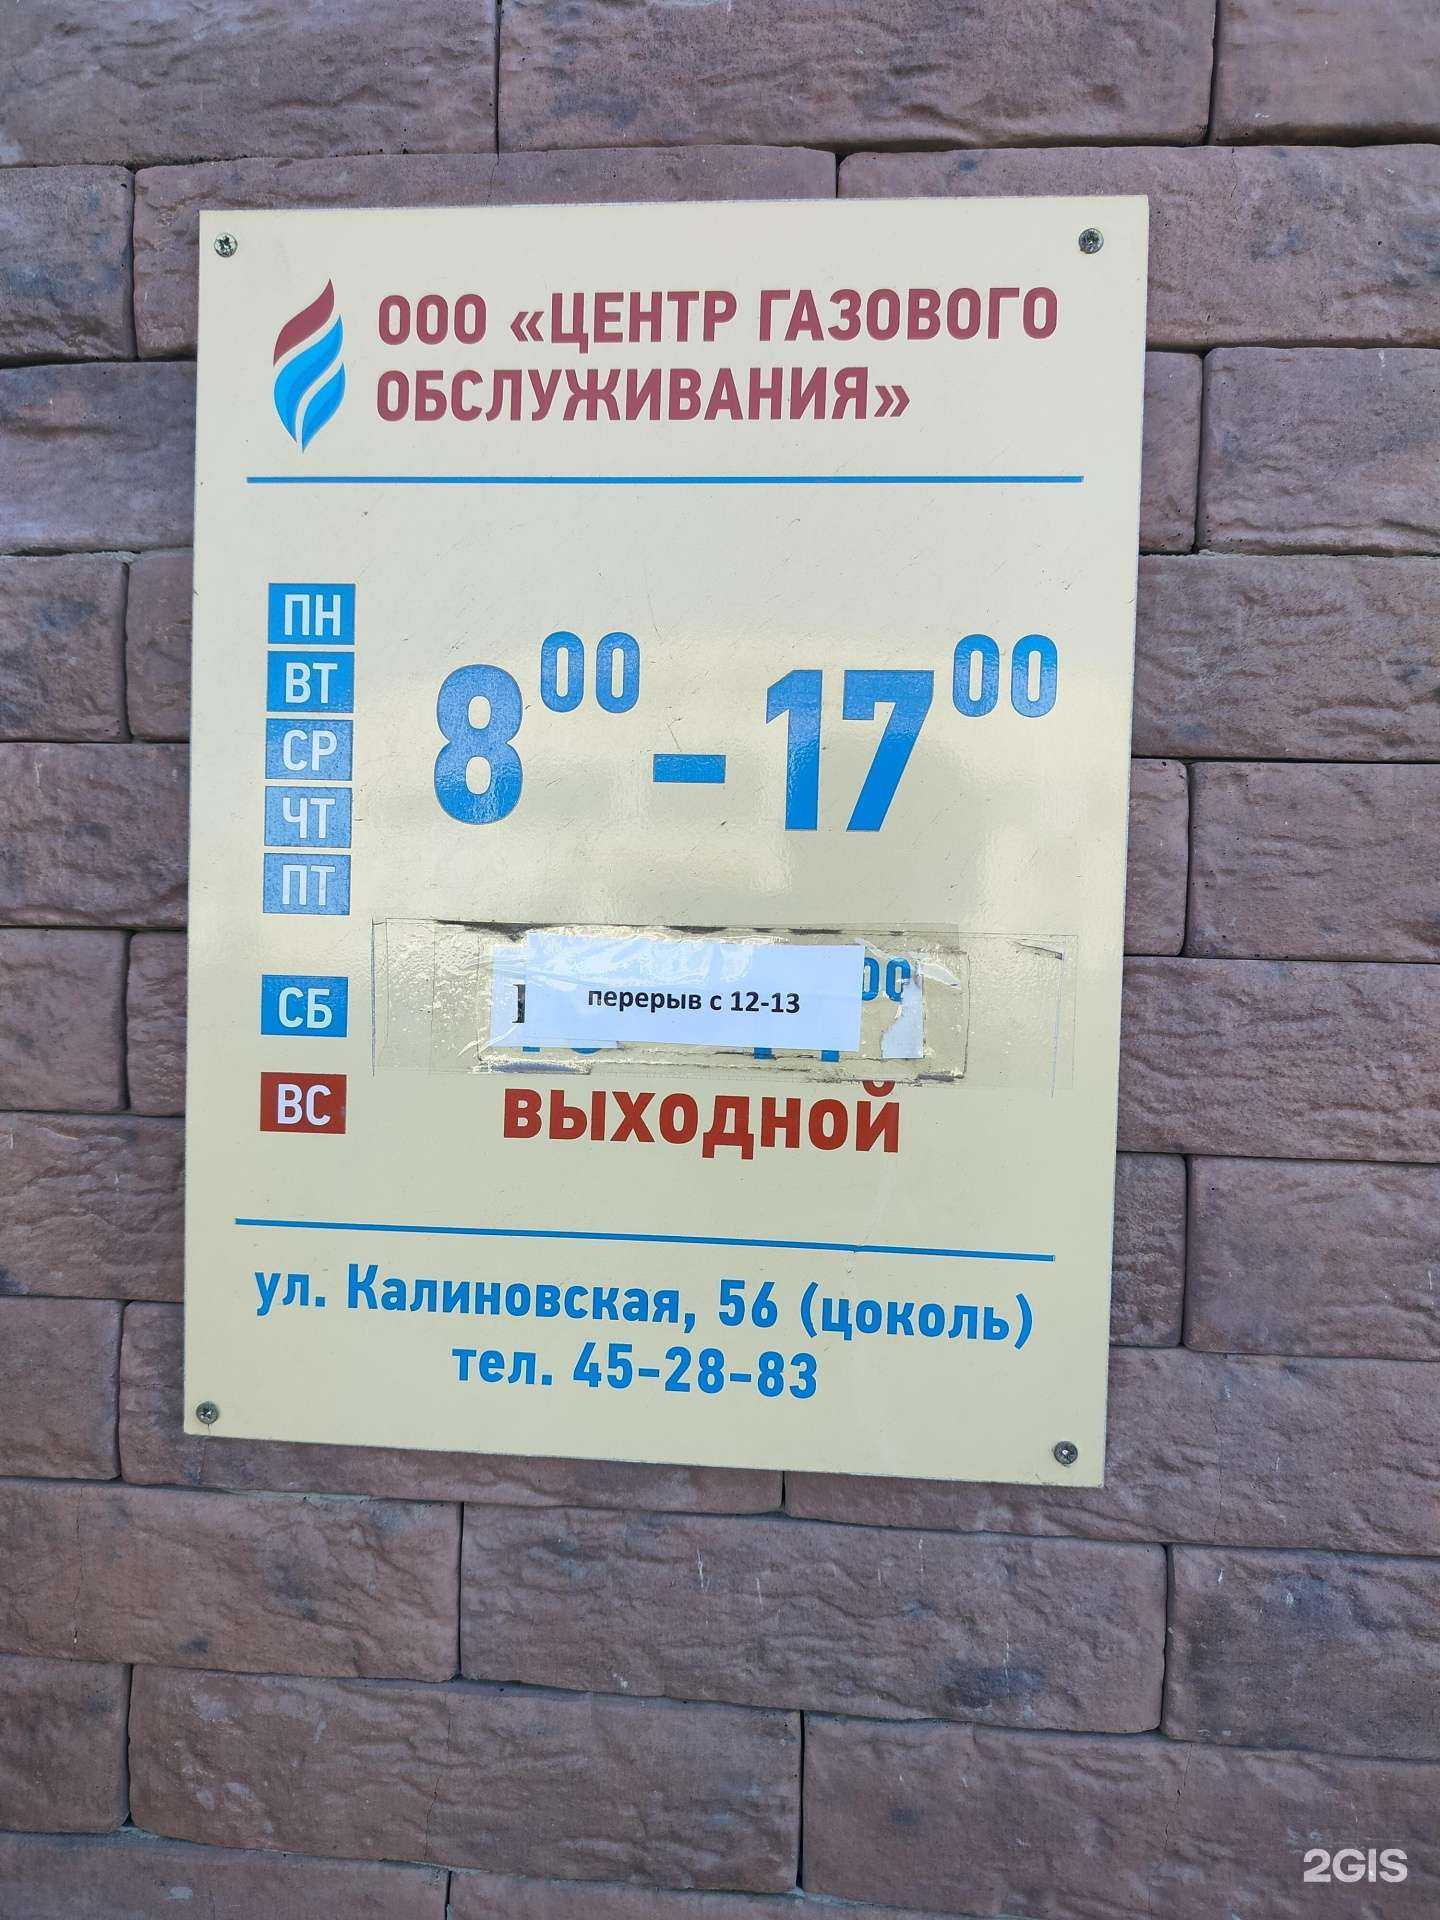 ООО «ЦЕНТР ГАЗОВОГО
ОБСЛУЖИВАНИЯ»
ПН
ВТ
СР
ЧТ
ПТ
8⁰⁰ - 17⁰⁰
СБ
перерыв с 12-13
00
ВС
ВЫХОДНОЙ
ул. Калиновская, 56 (цоколь)
тел. 45-28-83
2GIS